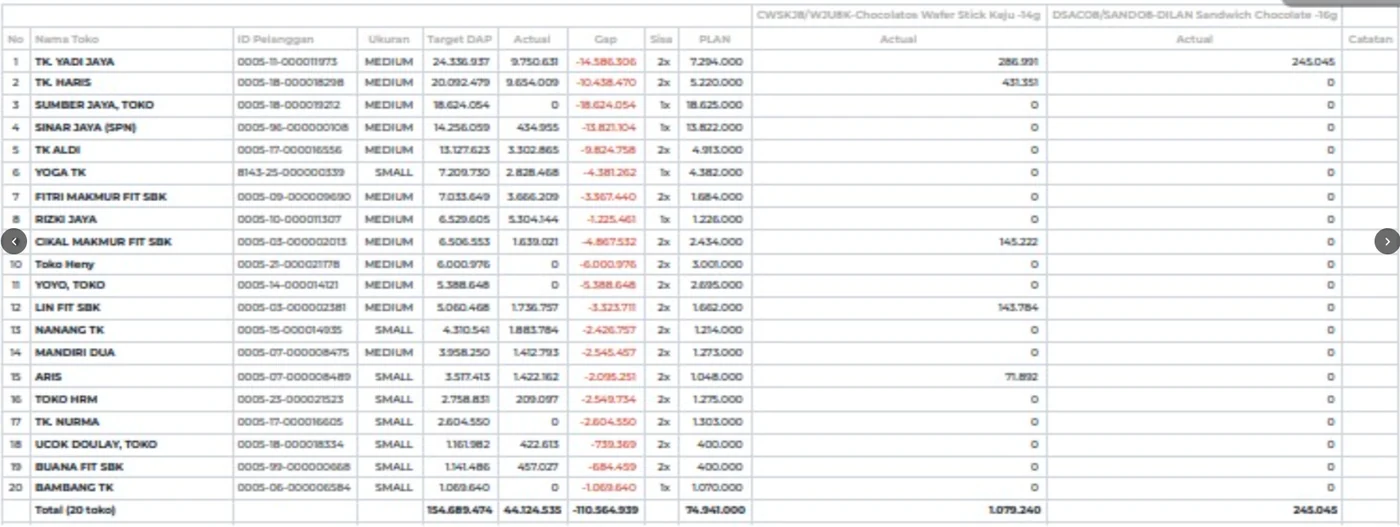 CWSKJ8/WJU8K-Chocolatos Wafer Stick Keju -14g DSACO8/SANDO8-DILAN Sandwich Chocolate -16g
No Nama Toko ID Pelanggan Ukuran Target DAP Actual Gap Sisa PLAN Actual Actual Catatan
1 TK. YADI JAYA 0005-11-000011973 MEDIUM 24.336.937 9.750.631 -14.586.306 2x 7.294.000 286.991 245.045
2 TK. HARIS 0005-18-000018298 MEDIUM 20.092.479 9.654.009 -10.438.470 2x 5.220.000 431.351 0
3 SUMBER JAYA, TOKO 0005-18-000019212 MEDIUM 18.624.054 0 -18.624.054 1x 18.625.000 0 0
4 SINAR JAYA (SPN) 0005-96-000000108 MEDIUM 14.256.059 434.955 -13.821.104 1x 13.822.000 0 0
5 TK ALDI 0005-17-000016556 MEDIUM 13.127.623 3.302.865 -9.824.758 2x 4.913.000 0 0
6 YOGA TK 8143-25-000000339 SMALL 7.209.730 2.828.468 -4.381.262 1x 4.382.000 0 0
7 FITRI MAKMUR FIT SBK 0005-09-000009690 MEDIUM 7.033.649 3.666.209 -3.367.440 2x 1.684.000 0 0
8 RIZKI JAYA 0005-10-000011307 MEDIUM 6.529.605 5.304.144 -1.225.461 1x 1.226.000 0 0
CIKAL MAKMUR FIT SBK 0005-03-000002013 MEDIUM 6.506.553 1.639.021 -4.867.532 2x 2.434.000 145.222 0
10 Toko Heny 0005-21-000021778 MEDIUM 6.000.976 0 -6.000.976 2x 3.001.000 0 0
11 YOYO, TOKO 0005-14-000014121 MEDIUM 5.388.648 0 -5.388.648 2x 2.695.000 0 0
12 LIN FIT SBK 0005-03-000002381 MEDIUM 5.060.468 1.736.757 -3.323.711 2x 1.662.000 143.784 0
13 NANANG TK 0005-15-000014935 SMALL 4.310.541 1.883.784 -2.426.757 2x 1.214.000 0 0
14 MANDIRI DUA 0005-07-000008475 MEDIUM 3.958.250 1.412.793 -2.545.457 2x 1.273.000 0 0
15 ARIS 0005-07-000008489 SMALL 3.517.413 1.422.162 -2.095.251 2x 1.048.000 71.892 0
16 TOKO HRM 0005-23-000021523 SMALL 2.758.831 209.097 -2.549.734 2x 1.275.000 0 0
17 TK. NURMA 0005-17-000016605 SMALL 2.604.550 0 -2.604.550 2x 1.303.000 0 0
18 UCOK DOULAY, TOKO 0005-18-000018334 SMALL 1.161.982 422.613 -739.369 2x 400.000 0 0
19 BUANA FIT SBK 0005-99-000000668 SMALL 1.141.486 457.027 -684.459 2x 400.000 0 0
20 BAMBANG TK 0005-06-000006584 SMALL 1.069.640 0 -1.069.640 1x 1.070.000 0 0
Total (20 toko) 154.689.474 44.124.535 -110.564.939 74.941.000 1.079.240 245.045